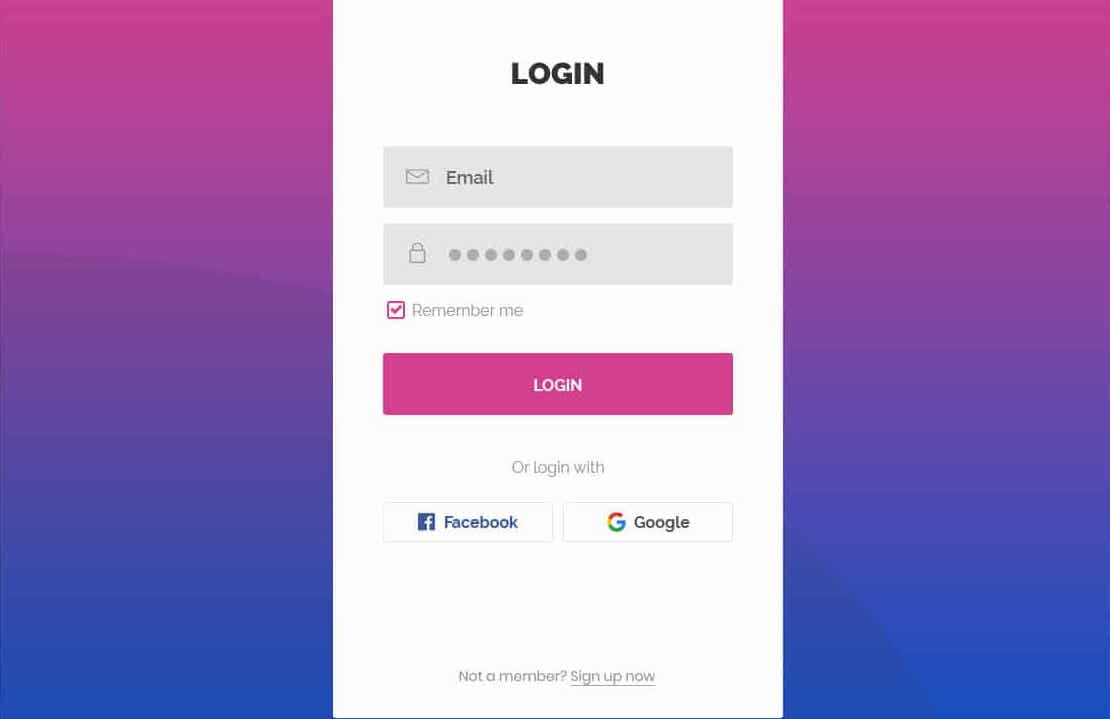 LOGIN
Email
Remember me
LOGIN
Or login with
Facebook
Google
Not a member? Sign up now